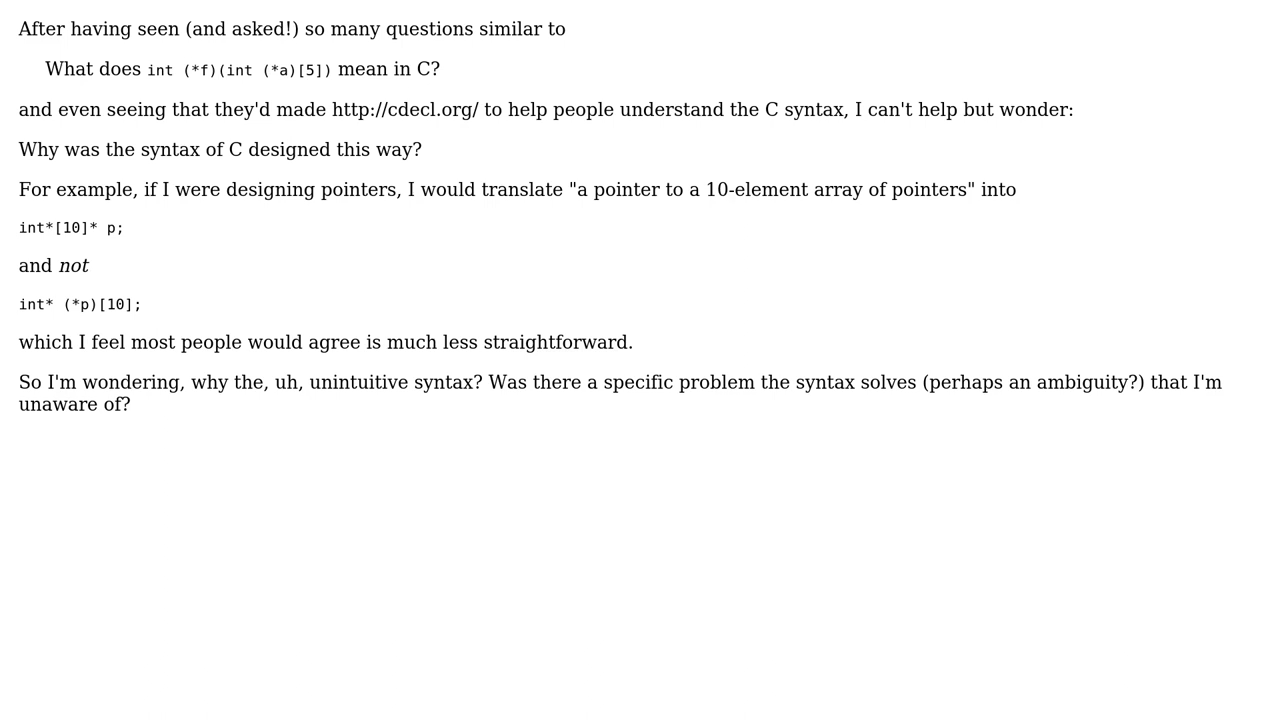 After having seen (and asked!) so many questions similar to
What does int (*f)(int (*a)[5]) mean in C?
and even seeing that they'd made http://cdecl.org/ to help people understand the C syntax, I can't help but wonder:
Why was the syntax of C designed this way?
For example, if I were designing pointers, I would translate "a pointer to a 10-element array of pointers" into
int*[10]* p;
and not
int* (*p)[10];
which I feel most people would agree is much less straightforward.
So I'm wondering, why the, uh, unintuitive syntax? Was there a specific problem the syntax solves (perhaps an ambiguity?) that I'm
unaware of?